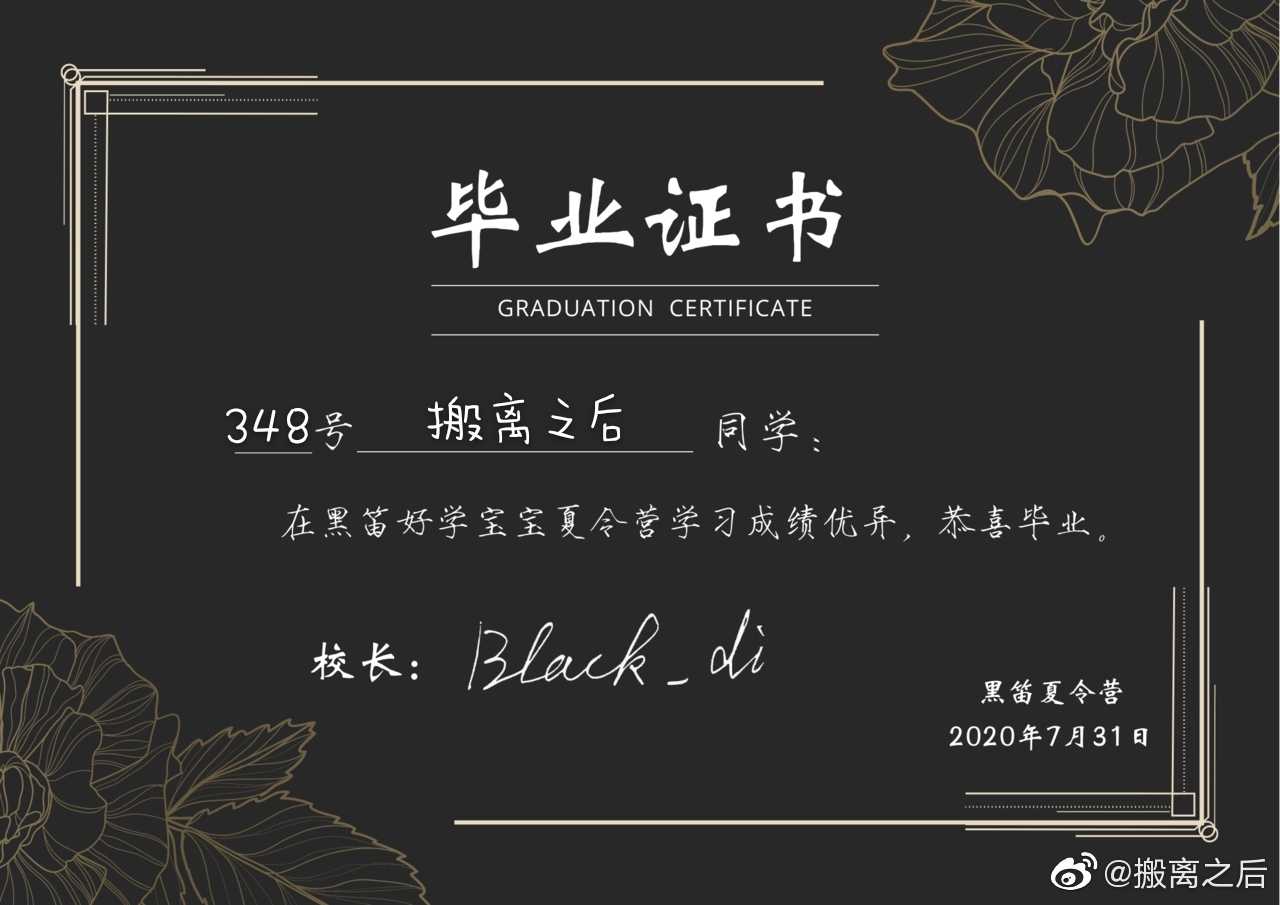 毕业证书
GRADUATION CERTIFICATE
348号 搬离之后 同学：
在黑笛好学宝宝夏令营学习成绩优异，恭喜毕业。
校长： Black_di
黑笛夏令营
2020年7月31日
@搬离之后